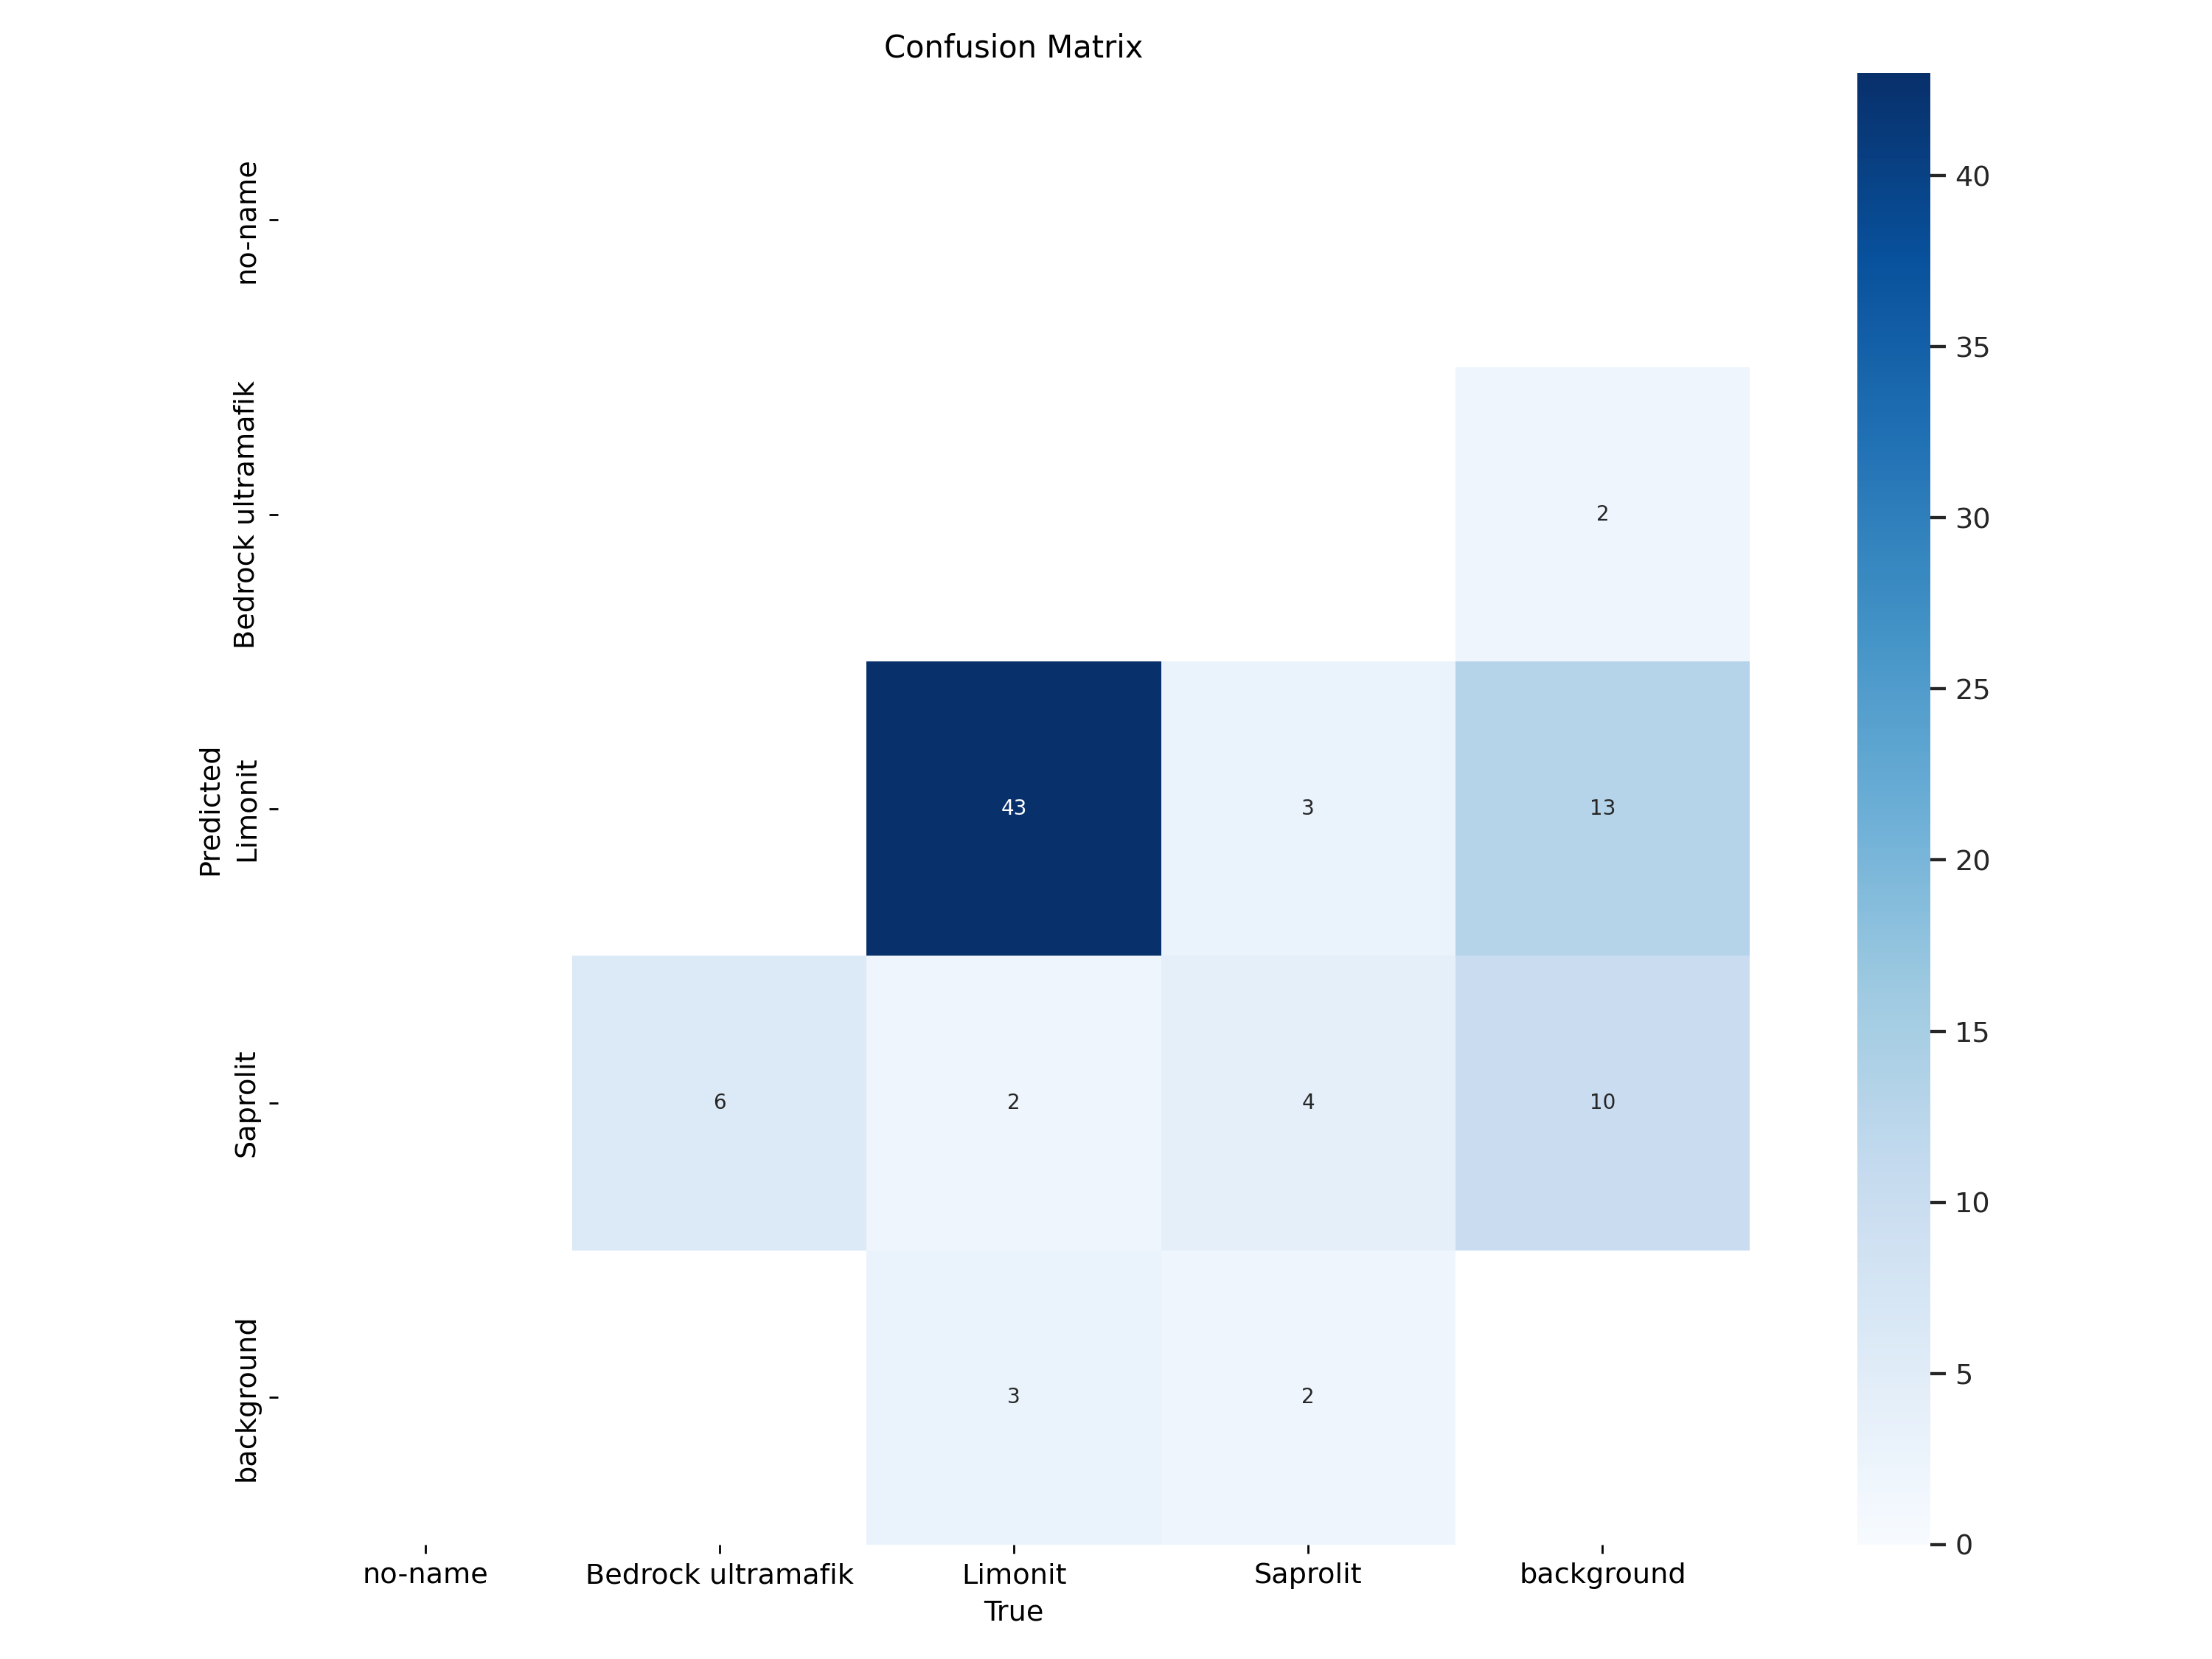 Confusion Matrix
no-name
Bedrock ultramafik
2
Predicted
Limonit
43 3 13
Saprolit
6 2 4 10
background
3 2
no-name Bedrock ultramafik Limonit Saprolit background
True
40
35
30
25
20
15
10
5
0